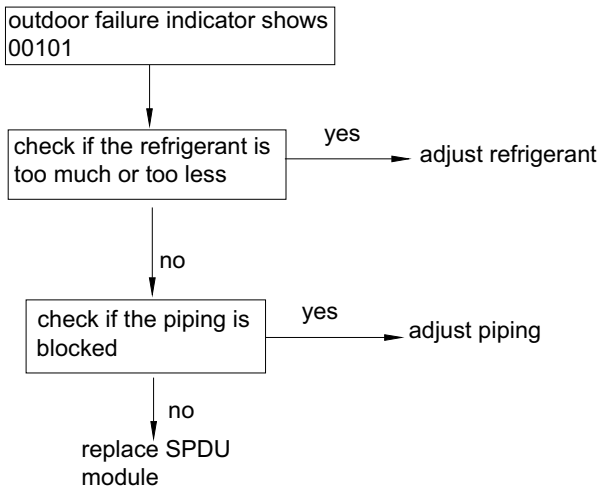 outdoor failure indicator shows
00101
check if the refrigerant is
too much or too less
yes
adjust refrigerant
no
check if the piping is
blocked
yes
adjust piping
no
replace SPDU
module